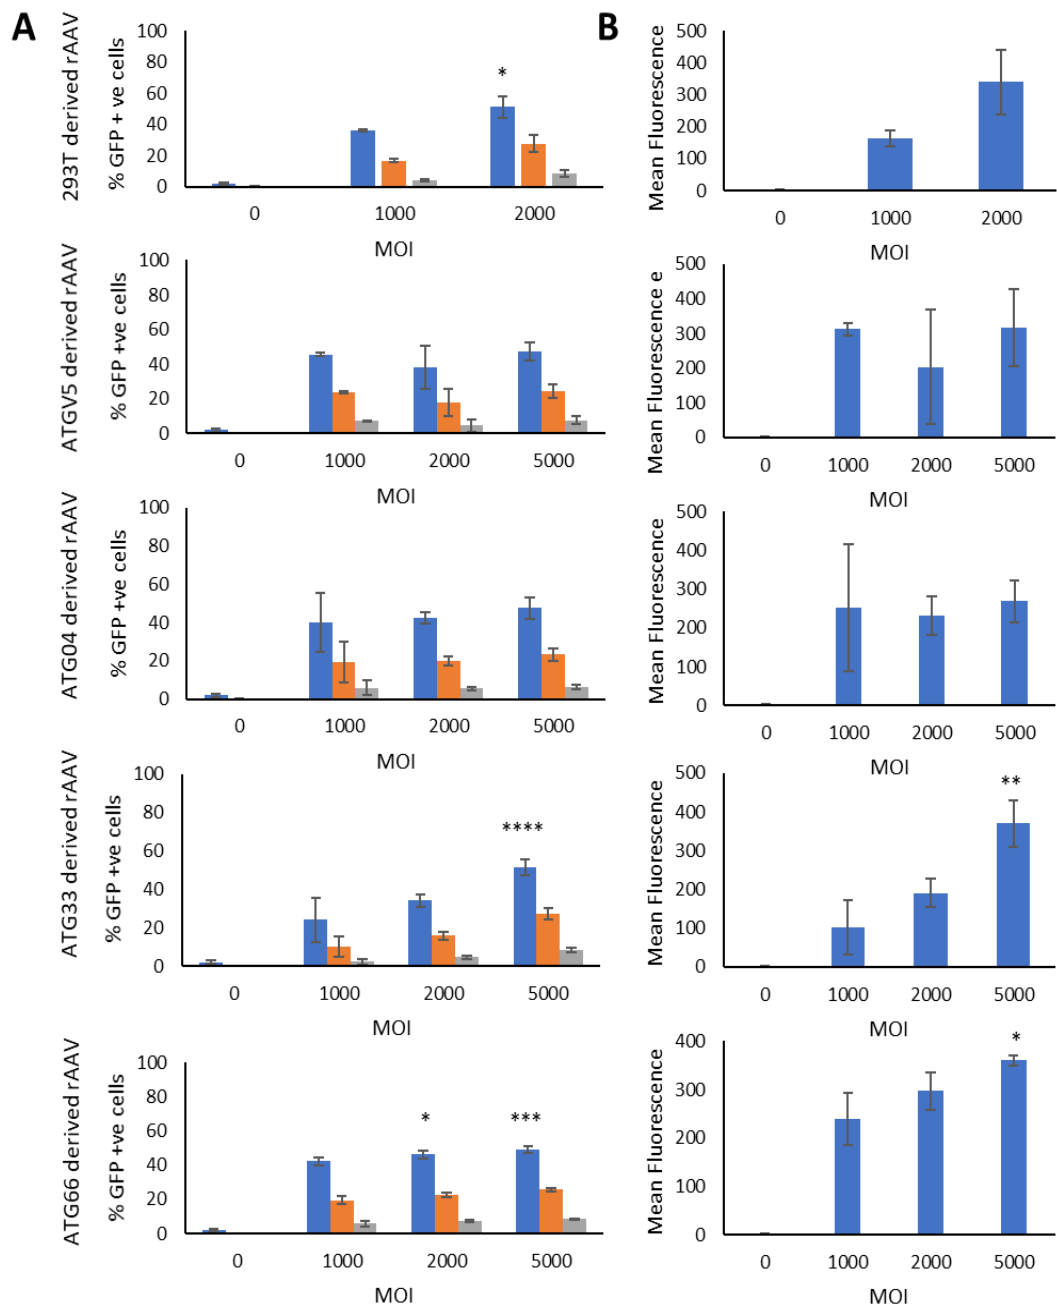 A
293T derived rAAV
% GFP + ve cells
100
80
60
40
20
0
*
0 1000 2000
MOI
B
Mean Fluorescence
500
400
300
200
100
0
0 1000 2000
MOI
ATGV5 derived rAAV
% GFP +ve cells
100
80
60
40
20
0
0 1000 2000 5000
MOI
Mean Fluorescence e
500
400
300
200
100
0
0 1000 2000 5000
MOI
ATG04 derived rAAV
% GFP +ve cells
100
80
60
40
20
0
0 1000 2000 5000
MOI
Mean Fluorescence
500
400
300
200
100
0
0 1000 2000 5000
MOI
ATG33 derived rAAV
% GFP +ve cells
100
80
60
40
20
0
****
0 1000 2000 5000
MOI
Mean Fluorescence
500
400
300
200
100
0
**
0 1000 2000 5000
MOI
ATG66 derived rAAV
% GFP +ve cells
100
80
60
40
20
0
* ***
0 1000 2000 5000
MOI
Mean Fluorescence
400
300
200
100
0
*
0 1000 2000 5000
MOI